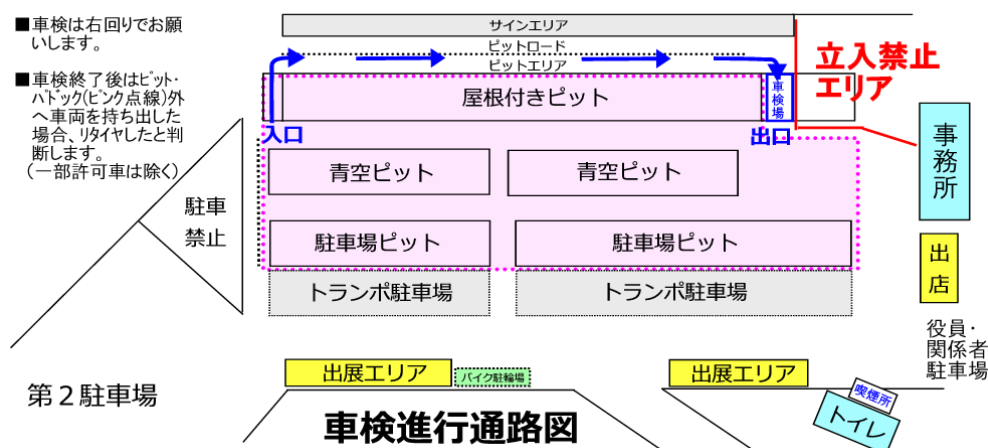 ■車検は右回りでお願
いします。
■車検終了後はピット・
パドック(ピンク点線)外
へ車両を持ち出した
場合、リタイヤしたと判
断します。
(一部許可車は除く)
サインエリア
ピットロード
ピットエリア
屋根付きピット
車検場
立入禁止
エリア
入口
出口
事務所
青空ピット
青空ピット
駐車
禁止
駐車場ピット
駐車場ピット
出店
トランポ駐車場
トランポ駐車場
役員・
関係者
駐車場
出展エリア
バイク駐輪場
出展エリア
喫煙所
トイレ
第2駐車場
車検進行通路図